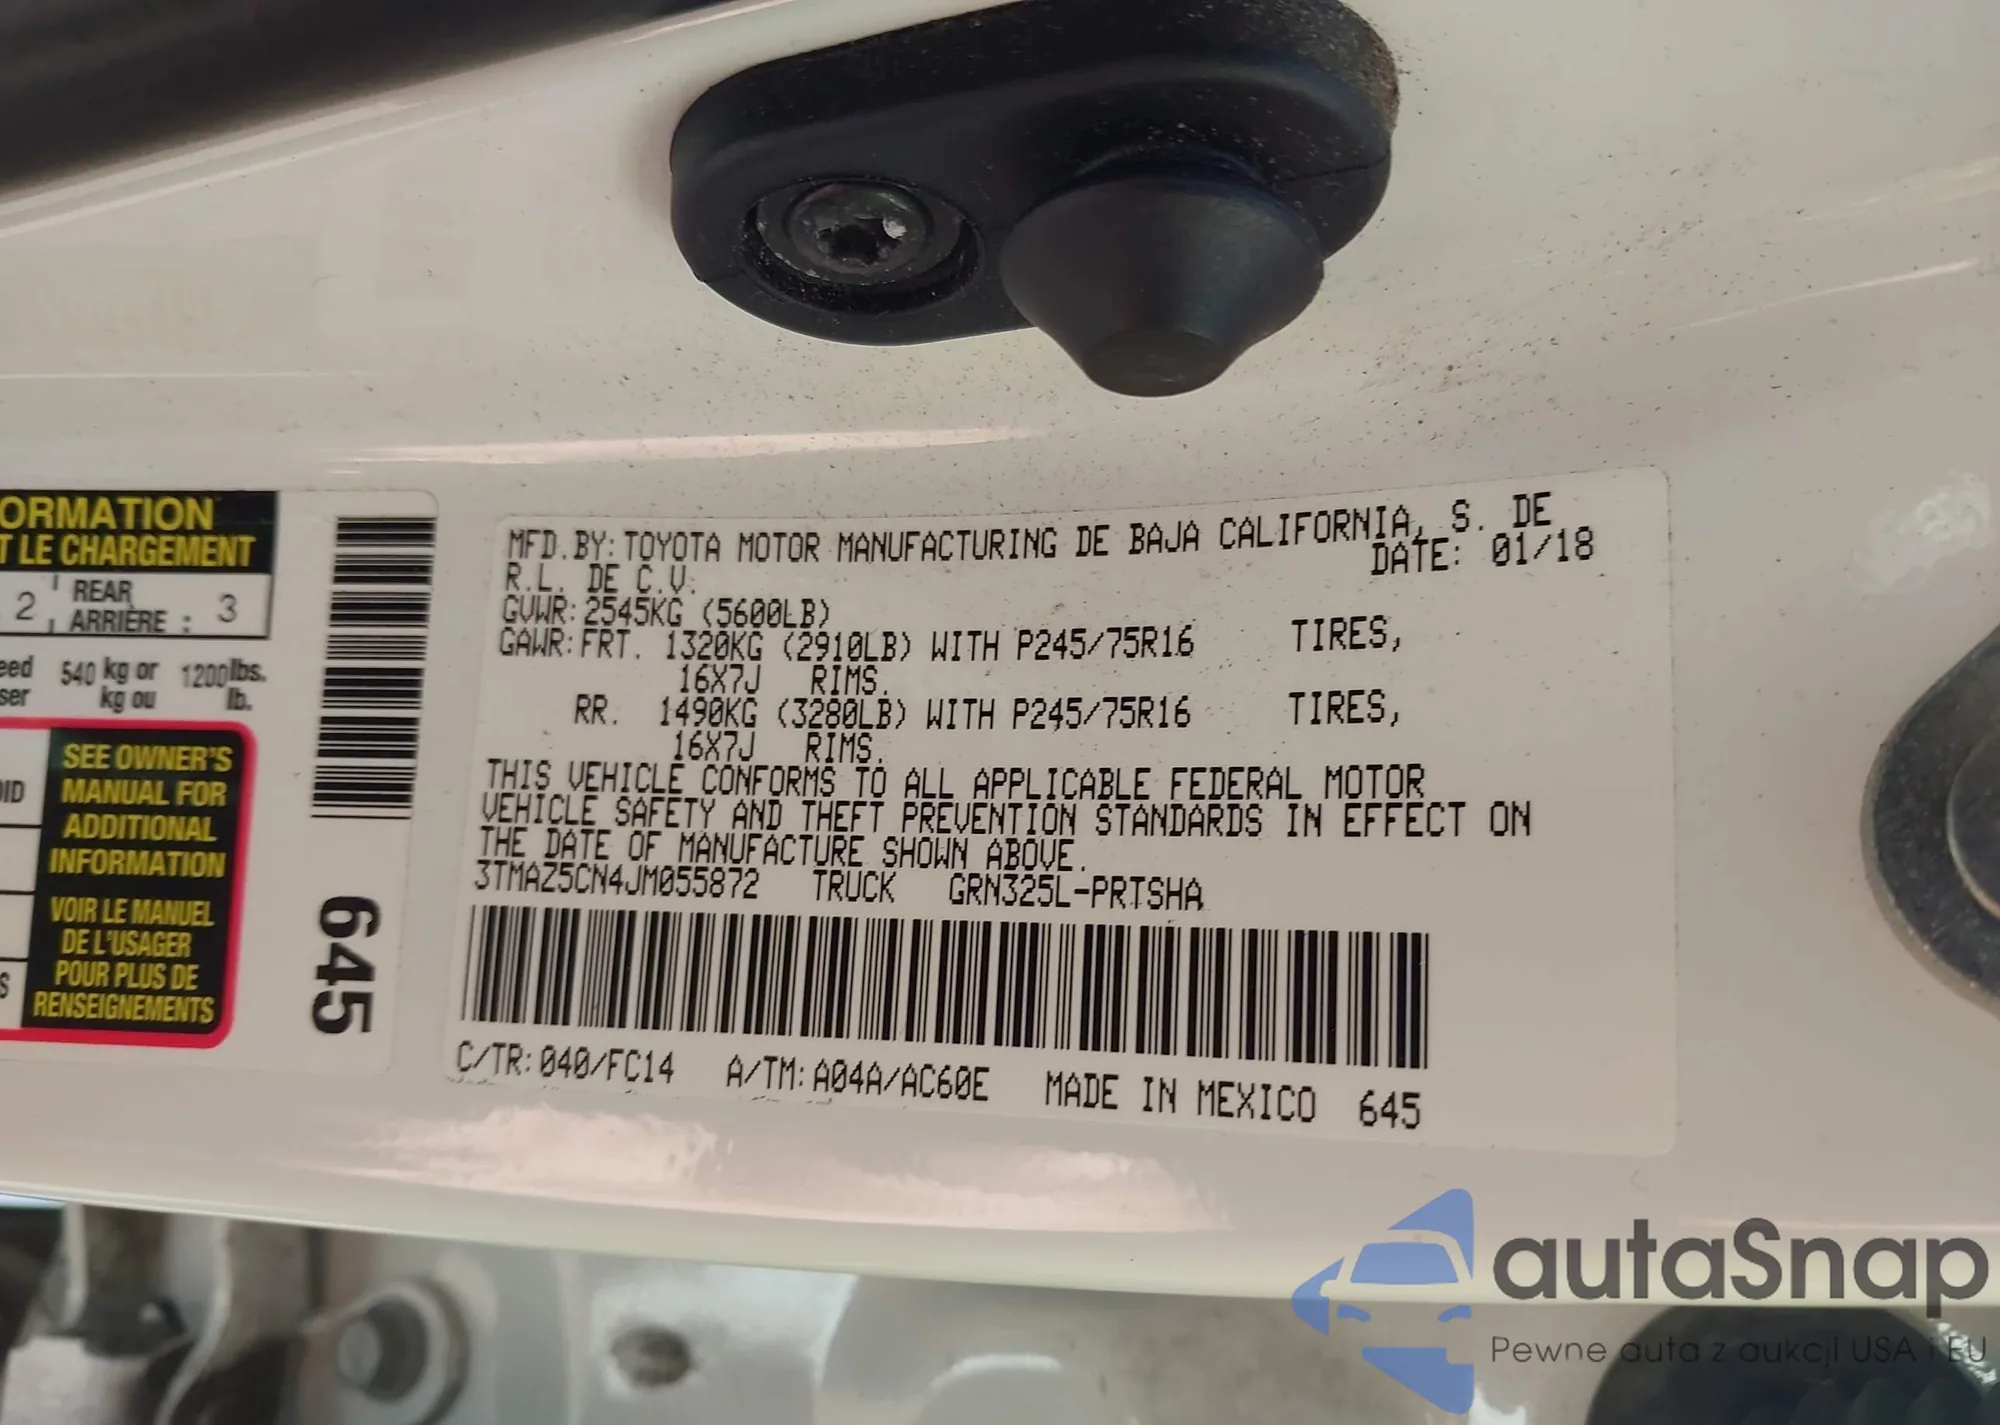 ORMATION
T LE CHARGEMENT
2 REAR ARRIÈRE : 3
540 kg or 1200 lbs.
kg ou lb.
SEE OWNER'S
MANUAL FOR
ADDITIONAL
INFORMATION
VOIR LE MANUEL
DE L'USAGER
POUR PLUS DE
RENSEIGNEMENTS
645
MFD.BY: TOYOTA MOTOR MANUFACTURING DE BAJA CALIFORNIA, S. DE
R.L. DE C.V. DATE: 01/18
GVWR: 2545KG (5600LB)
GAWR: FRT. 1320KG (2910LB) WITH P245/75R16 TIRES,
16X7J RIMS.
RR. 1490KG (3280LB) WITH P245/75R16 TIRES,
16X7J RIMS.
THIS VEHICLE CONFORMS TO ALL APPLICABLE FEDERAL MOTOR
VEHICLE SAFETY AND THEFT PREVENTION STANDARDS IN EFFECT ON
THE DATE OF MANUFACTURE SHOWN ABOVE.
3TMAZ5CN4JM055872 TRUCK GRN325L-PRTSHA
C/TR: 040/FC14 A/TM: A04A/AC60E MADE IN MEXICO 645
autaSnap
Pewne auta z aukcji USA i EU